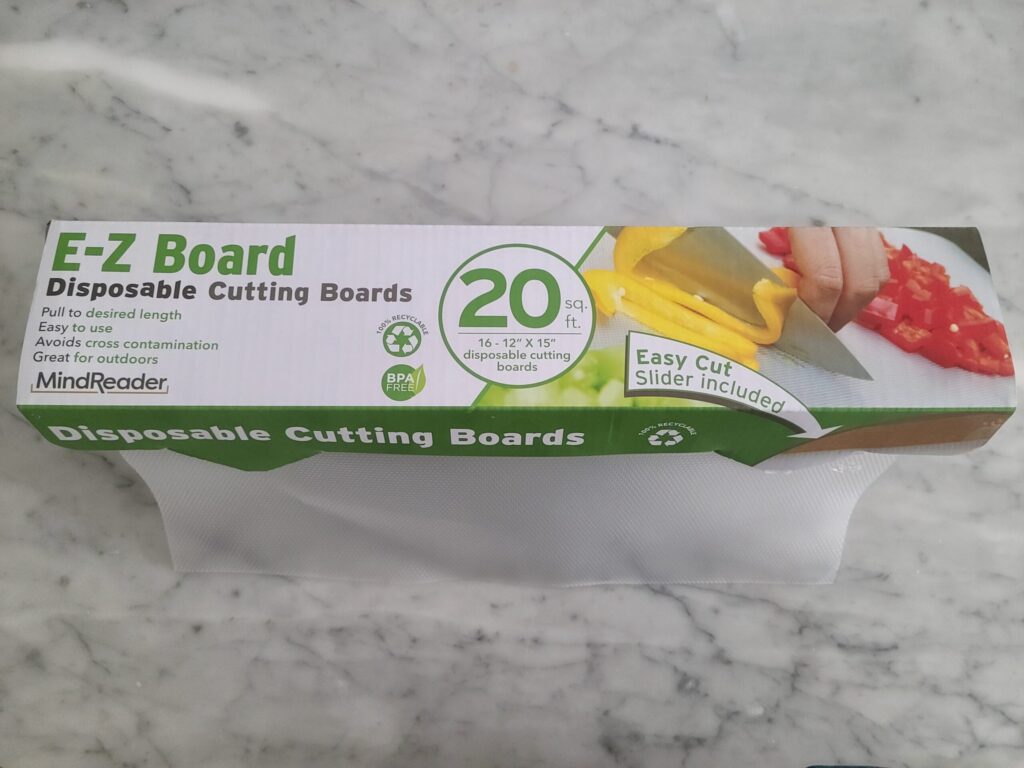 E-Z Board
Disposable Cutting Boards
Pull to desired length
Easy to use
Avoids cross contamination
Great for outdoors
MindReader
100% RECYCLABLE
BPA
FREE
20 sq.
ft.
16 - 12" X 15"
disposable cutting
boards
Easy Cut
Slider included
Disposable Cutting Boards
100% RECYCLABLE